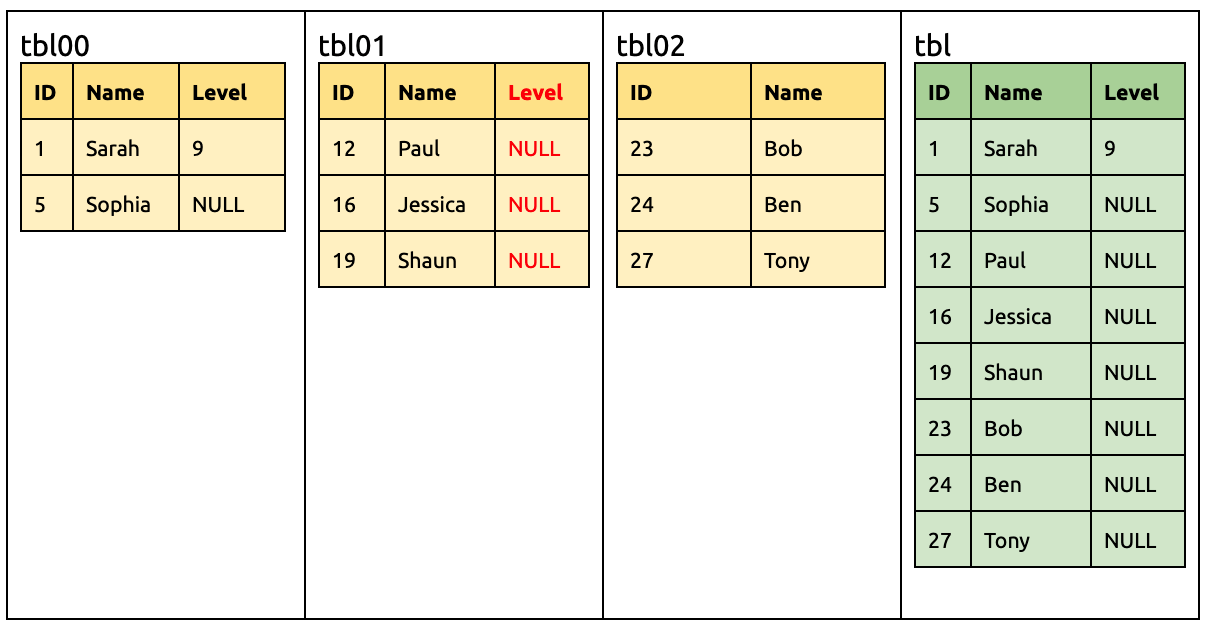 tbl00
ID Name Level
1 Sarah 9
5 Sophia NULL
tbl01
ID Name Level
12 Paul NULL
16 Jessica NULL
19 Shaun NULL
tbl02
ID Name
23 Bob
24 Ben
27 Tony
tbl
ID Name Level
1 Sarah 9
5 Sophia NULL
12 Paul NULL
16 Jessica NULL
19 Shaun NULL
23 Bob NULL
24 Ben NULL
27 Tony NULL